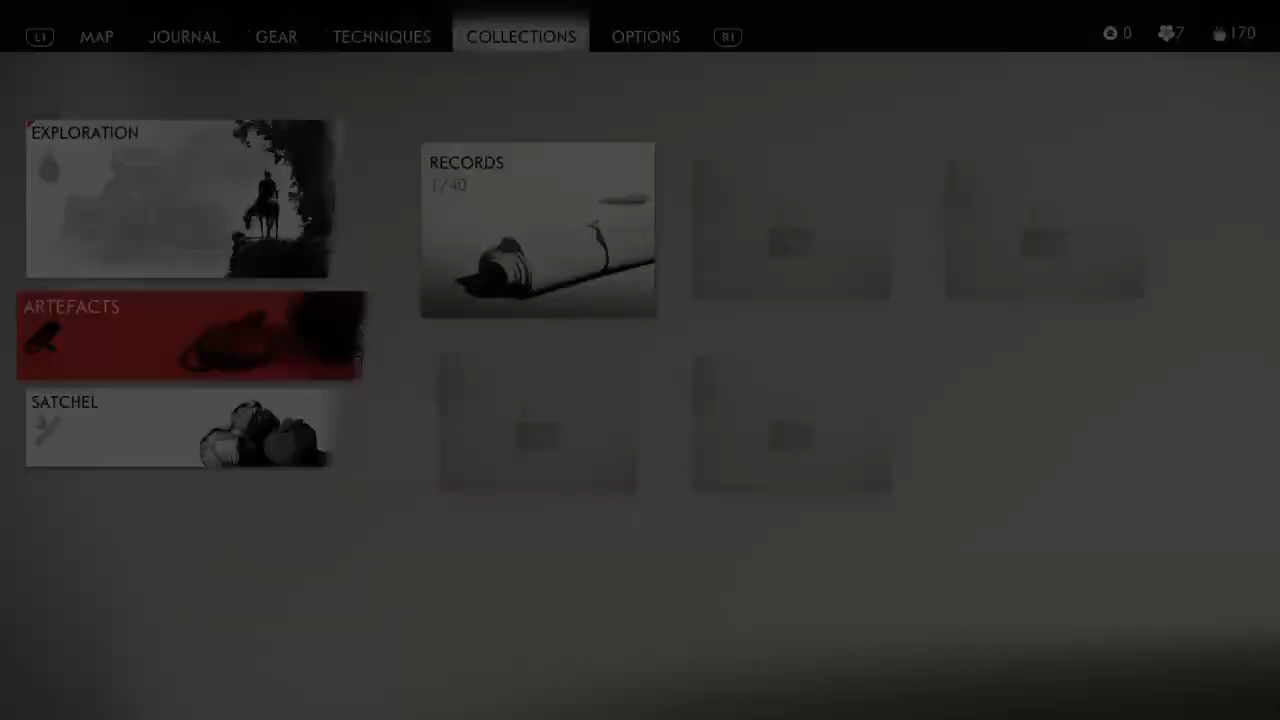 L1 MAP JOURNAL GEAR TECHNIQUES COLLECTIONS OPTIONS R1 0 7 170
EXPLORATION
RECORDS
1/40
ARTEFACTS
SATCHEL